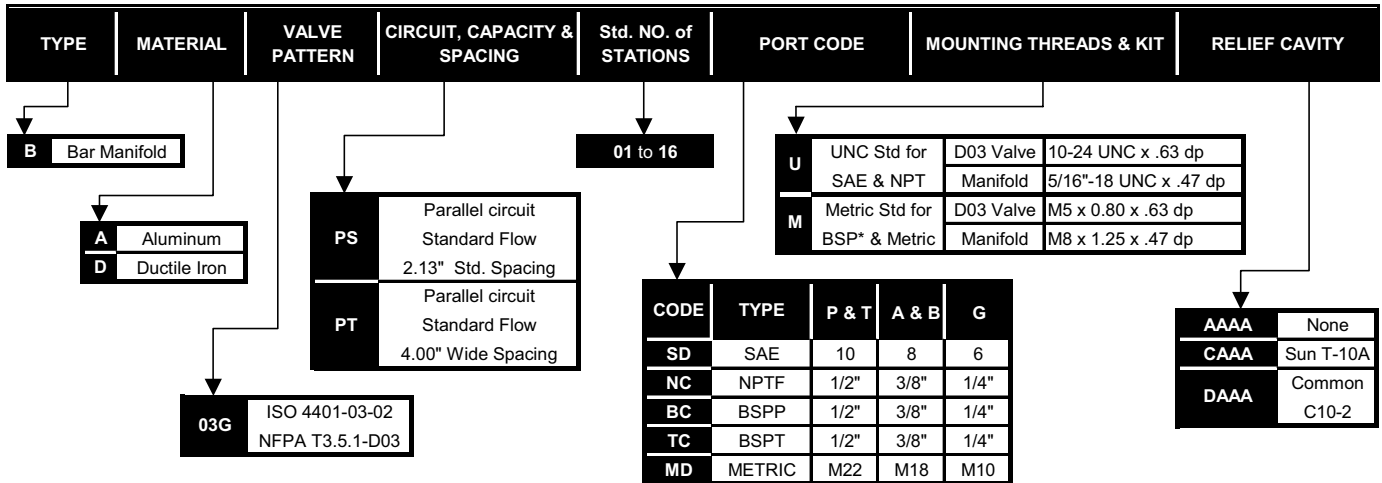 TYPE
MATERIAL
VALVE
PATTERN
CIRCUIT, CAPACITY &
SPACING
Std. NO. of
STATIONS
PORT CODE
MOUNTING THREADS & KIT
RELIEF CAVITY
B Bar Manifold
A Aluminum
D Ductile Iron
03G
ISO 4401-03-02
NFPA T3.5.1-D03
PS
Parallel circuit
Standard Flow
2.13" Std. Spacing
PT
Parallel circuit
Standard Flow
4.00" Wide Spacing
01 to 16
CODE TYPE P & T A & B G
SD SAE 10 8 6
NC NPTF 1/2" 3/8" 1/4"
BC BSPP 1/2" 3/8" 1/4"
TC BSPT 1/2" 3/8" 1/4"
MD METRIC M22 M18 M10
U
UNC Std for D03 Valve 10-24 UNC x .63 dp
SAE & NPT Manifold 5/16"-18 UNC x .47 dp
M
Metric Std for D03 Valve M5 x 0.80 x .63 dp
BSP* & Metric Manifold M8 x 1.25 x .47 dp
AAAA None
CAAA Sun T-10A
DAAA
Common
C10-2